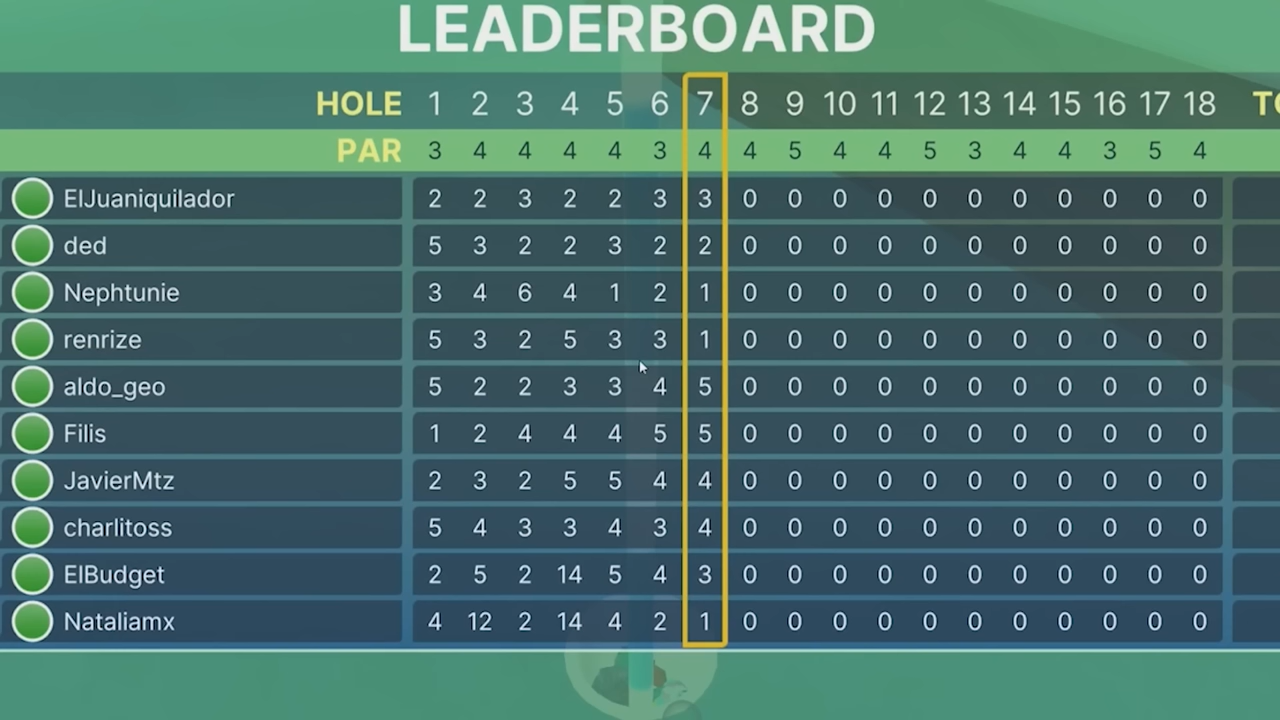 LEADERBOARD
HOLE 1 2 3 4 5 6 7 8 9 10 11 12 13 14 15 16 17 18
PAR 3 4 4 4 4 3 4 4 5 4 4 5 3 4 4 3 5 4
ElJuaniquilador 2 2 3 2 2 3 3 0 0 0 0 0 0 0 0 0 0 0
ded 5 3 2 2 3 2 2 0 0 0 0 0 0 0 0 0 0 0
Nephtunie 3 4 6 4 1 2 1 0 0 0 0 0 0 0 0 0 0 0
renrize 5 3 2 5 3 3 1 0 0 0 0 0 0 0 0 0 0 0
aldo_geo 5 2 2 3 3 4 5 0 0 0 0 0 0 0 0 0 0 0
Filis 1 2 4 4 4 5 5 0 0 0 0 0 0 0 0 0 0 0
JavierMtz 2 3 2 5 5 4 4 0 0 0 0 0 0 0 0 0 0 0
charlitoss 5 4 3 3 4 3 4 0 0 0 0 0 0 0 0 0 0 0
ElBudget 2 5 2 14 5 4 3 0 0 0 0 0 0 0 0 0 0 0
Nataliamx 4 12 2 14 4 2 1 0 0 0 0 0 0 0 0 0 0 0